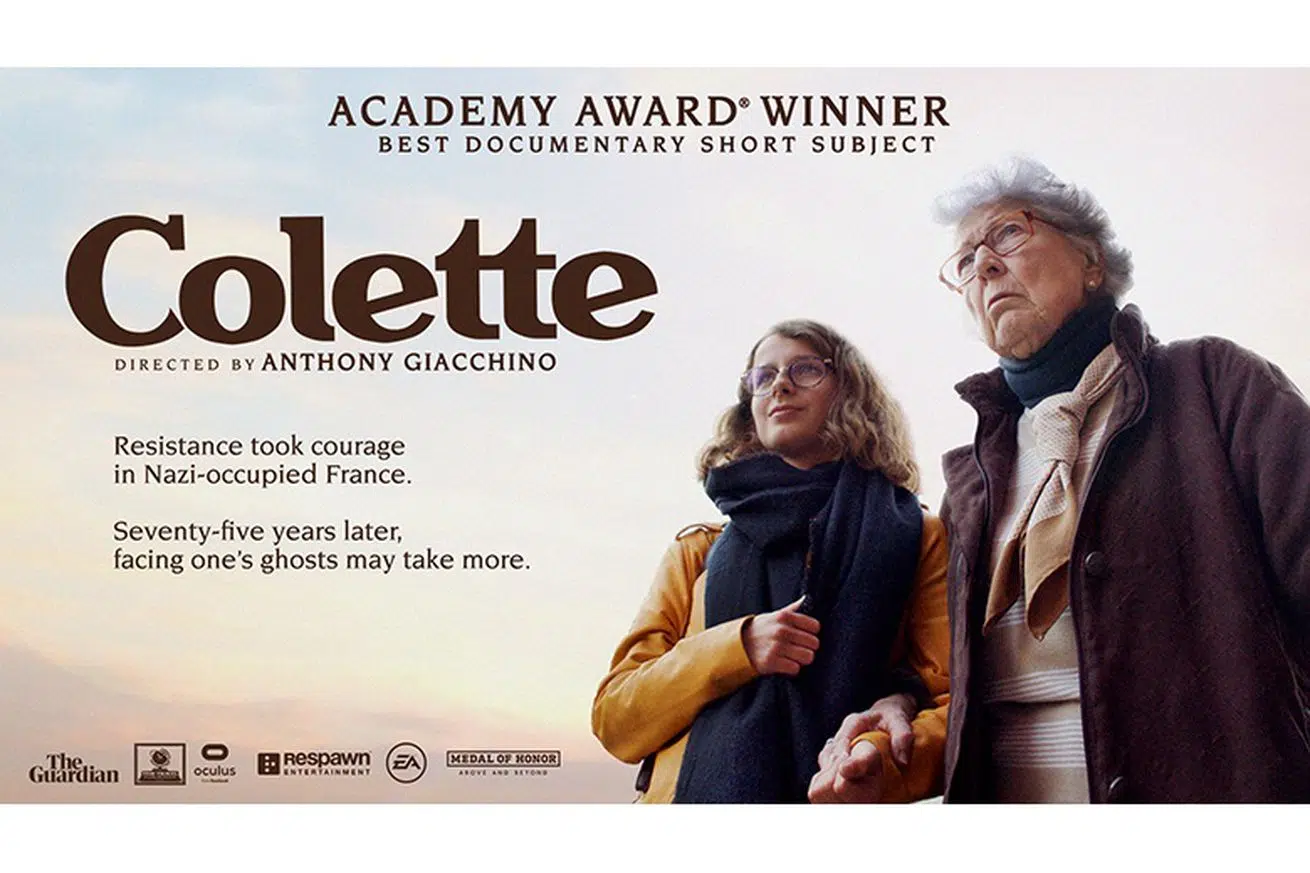 ACADEMY AWARD® WINNER
BEST DOCUMENTARY SHORT SUBJECT
Colette
DIRECTED BY ANTHONY GIACCHINO
Resistance took courage
in Nazi-occupied France.
Seventy-five years later,
facing one's ghosts may take more.
The
Guardian
oculus
Respawn
ENTERTAINMENT
EA
MEDAL OF HONOR
ABOVE AND BEYOND